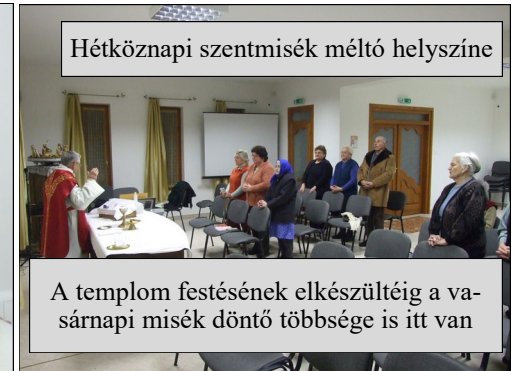 Hétköznapi szentmisék méltó helyszíne
A templom festésének elkészültéig a va-
sárnapi misék döntő többsége is itt van